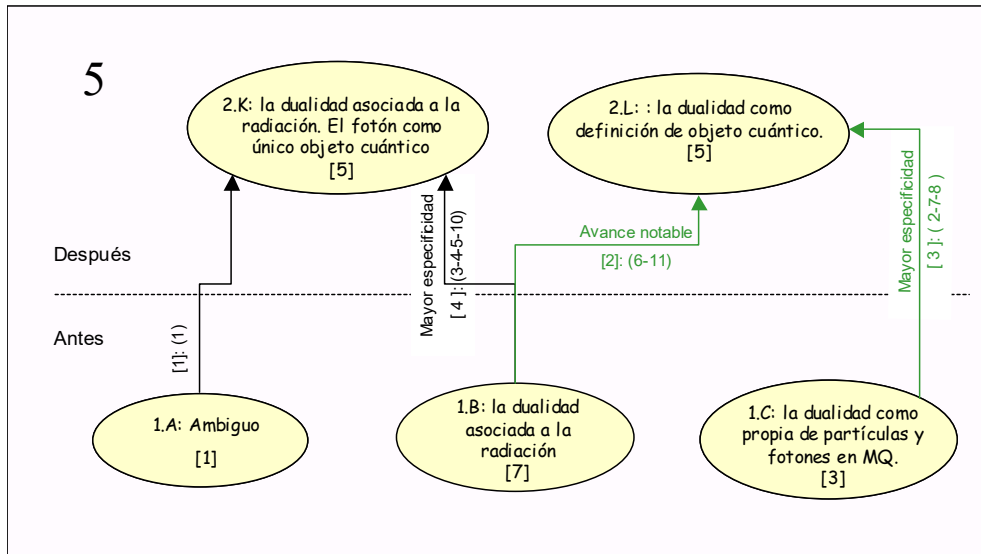 5
2.K: la dualidad asociada a la
radiación. El fotón como
único objeto cuántico
[5]
2.L: : la dualidad como
definición de objeto cuántico.
[5]
Después
Mayor especificidad
[ 4 ]: (3-4-5-10)
Avance notable
[2]: (6-11)
Mayor especificidad
[ 3 ]: ( 2-7-8 )
Antes
[1]: (1)
1.A: Ambiguo
[1]
1.B: la dualidad
asociada a la
radiación
[7]
1.C: la dualidad como
propia de partículas y
fotones en MQ.
[3]